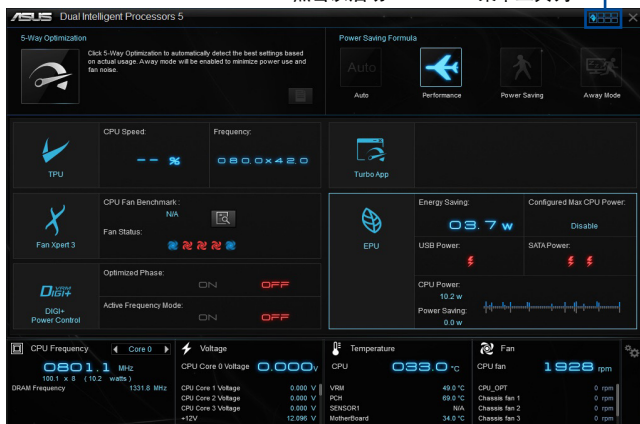 ASUS Dual Intelligent Processors 5
5-Way Optimization
Click 5-Way Optimization to automatically detect the best settings based
on actual usage. Away mode will be enabled to minimize power use and
fan noise.
Power Saving Formula
Auto
Auto
Performance
Power Saving
Away Mode
TPU
CPU Speed:
-- %
Frequency:
080.0x42.0
Turbo App
Fan Xpert 3
CPU Fan Benchmark :
N/A
Fan Status:
EPU
Energy Saving:
03.7 w
Configured Max CPU Power:
Disable
USB Power:
SATA Power:
CPU Power:
10.2 w
Power Saving:
0.0 w
DIGI+ VRM
DIGI+
Power Control
Optimized Phase:
ON OFF
Active Frequency Mode:
ON OFF
CPU Frequency
Core 0
0801.1 MHz
100.1 x 8 (10.2 watts )
DRAM Frequency 1331.8 MHz
Voltage
CPU Core 0 Voltage 0.000 V
CPU Core 1 Voltage 0.000 V
CPU Core 2 Voltage 0.000 V
CPU Core 3 Voltage 0.000 V
+12V 12.096 V
Temperature
CPU 033.0 °C
VRM 49.0 °C
PCH 69.0 °C
SENSOR1 N/A
MotherBoard 34.0 °C
Fan
CPU fan 1928 rpm
CPU_OPT 0 rpm
Chassis fan 1 0 rpm
Chassis fan 2 0 rpm
Chassis fan 3 0 rpm